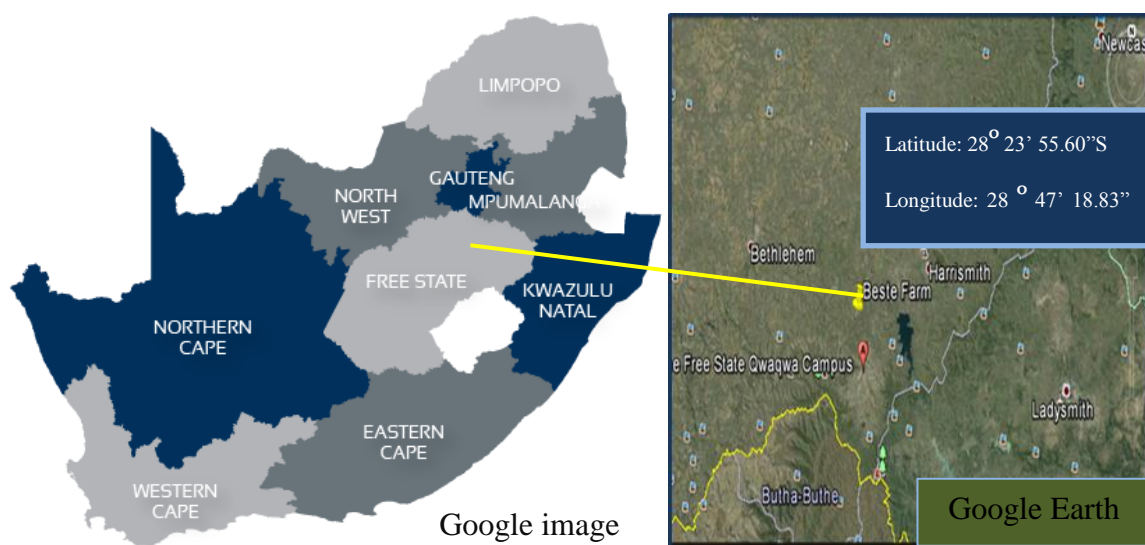 LIMPOPO
GAUTENG
NORTH
WEST
FREE STATE
KWAZULU
NATAL
NORTHERN
CAPE
EASTERN
CAPE
WESTERN
CAPE
Google image
Latitude: 28° 23’ 55.60”S
Longitude: 28 ° 47’ 18.83”
Bethlehem
Harrismith
Beste Farm
e Free State Qwaqwa Campus
A
Ladysmith
Butha-Buthe
N
Google Earth